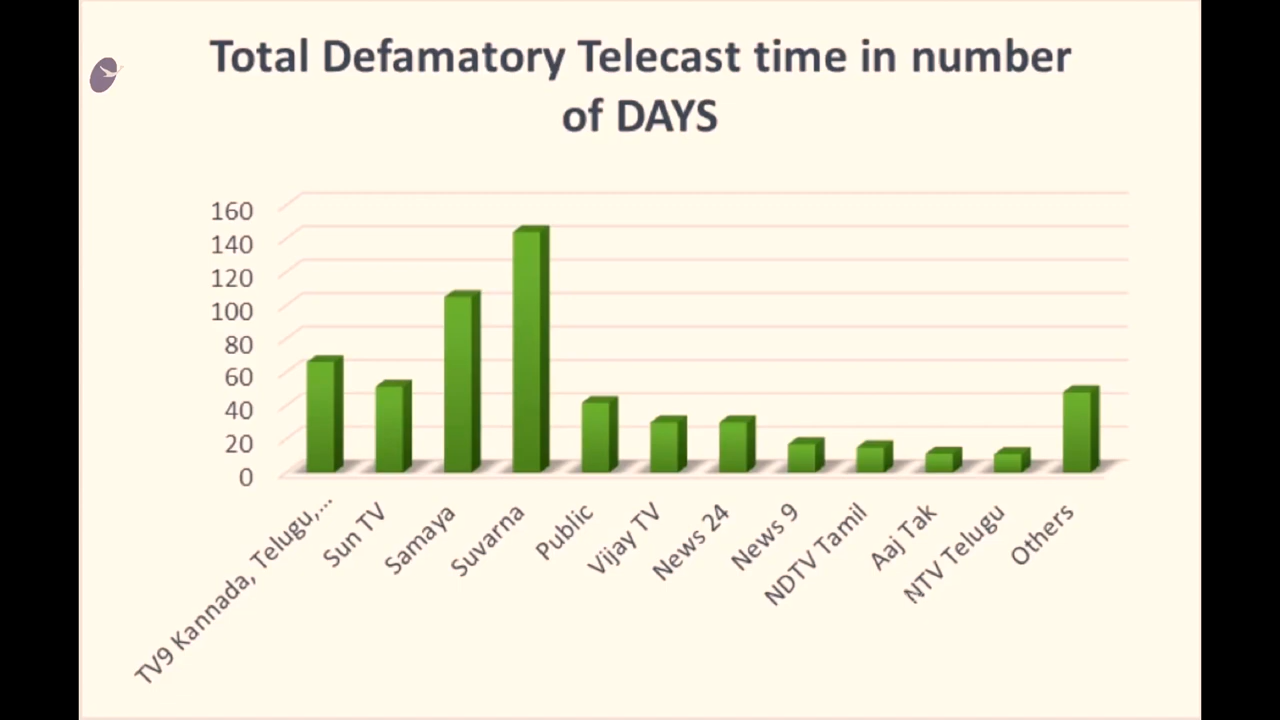 Total Defamatory Telecast time in number
of DAYS
160
140
120
100
80
60
40
20
0
TV9 Kannada, Telugu,...
Sun TV
Samaya
Suvarna
Public
Vijay TV
News 24
News 9
NDTV Tamil
Aaj Tak
NTV Telugu
Others